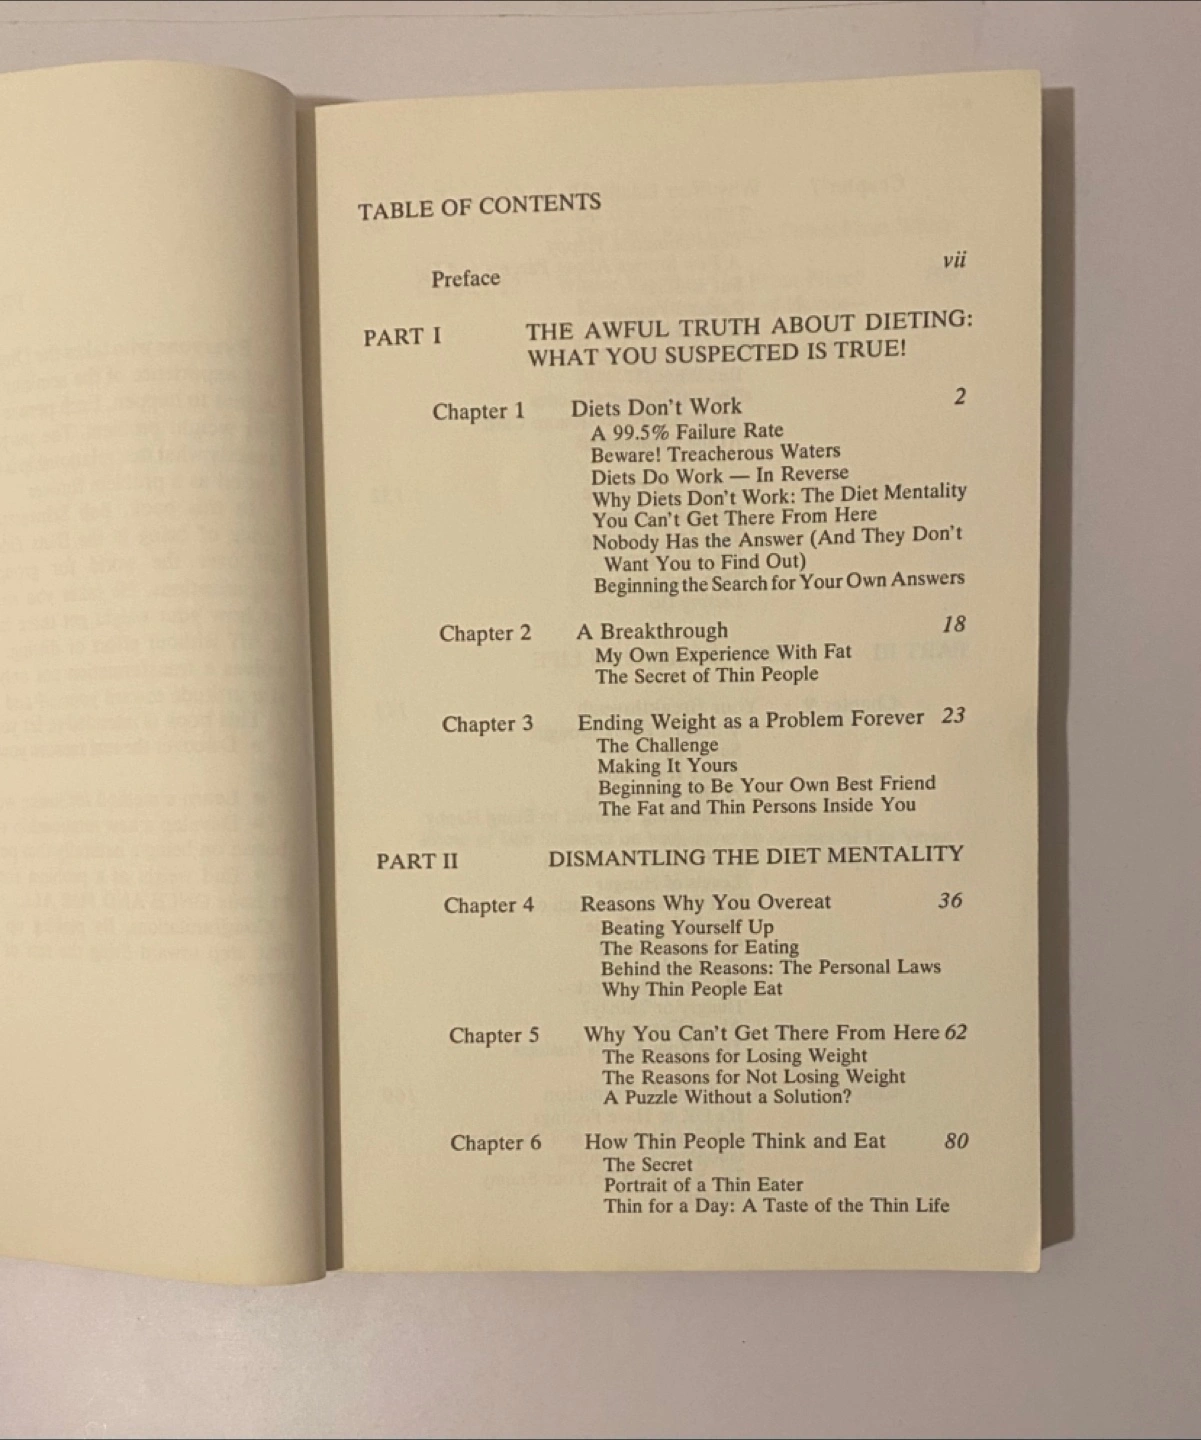 TABLE OF CONTENTS
Preface vii
PART I THE AWFUL TRUTH ABOUT DIETING:
WHAT YOU SUSPECTED IS TRUE!
Chapter 1 Diets Don't Work 2
A 99.5% Failure Rate
Beware! Treacherous Waters
Diets Do Work — In Reverse
Why Diets Don't Work: The Diet Mentality
You Can't Get There From Here
Nobody Has the Answer (And They Don't
Want You to Find Out)
Beginning the Search for Your Own Answers
Chapter 2 A Breakthrough 18
My Own Experience With Fat
The Secret of Thin People
Chapter 3 Ending Weight as a Problem Forever 23
The Challenge
Making It Yours
Beginning to Be Your Own Best Friend
The Fat and Thin Persons Inside You
PART II DISMANTLING THE DIET MENTALITY
Chapter 4 Reasons Why You Overeat 36
Beating Yourself Up
The Reasons for Eating
Behind the Reasons: The Personal Laws
Why Thin People Eat
Chapter 5 Why You Can't Get There From Here 62
The Reasons for Losing Weight
The Reasons for Not Losing Weight
A Puzzle Without a Solution?
Chapter 6 How Thin People Think and Eat 80
The Secret
Portrait of a Thin Eater
Thin for a Day: A Taste of the Thin Life